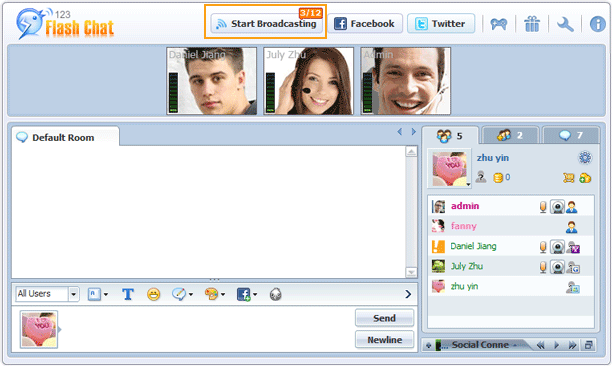 123
Flash Chat
Start Broadcasting
3/12
Facebook
Twitter
Daniel Jiang
July Zhu
Admin
Default Room
5
2
7
zhu yin
0
admin
fanny
Daniel Jiang
July Zhu
zhu yin
All Users
Send
Newline
Social Conne